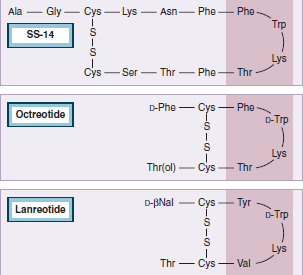 Ala — Gly — Cys — Lys — Asn — Phe — Phe
Trp
SS-14
S
S
Lys
Cys — Ser — Thr — Phe — Thr
D-Phe — Cys — Phe
Octreotide
D-Trp
S
S
Lys
Thr(ol) — Cys — Thr
D-βNal — Cys — Tyr
Lanreotide
D-Trp
S
S
Lys
Thr — Cys — Val